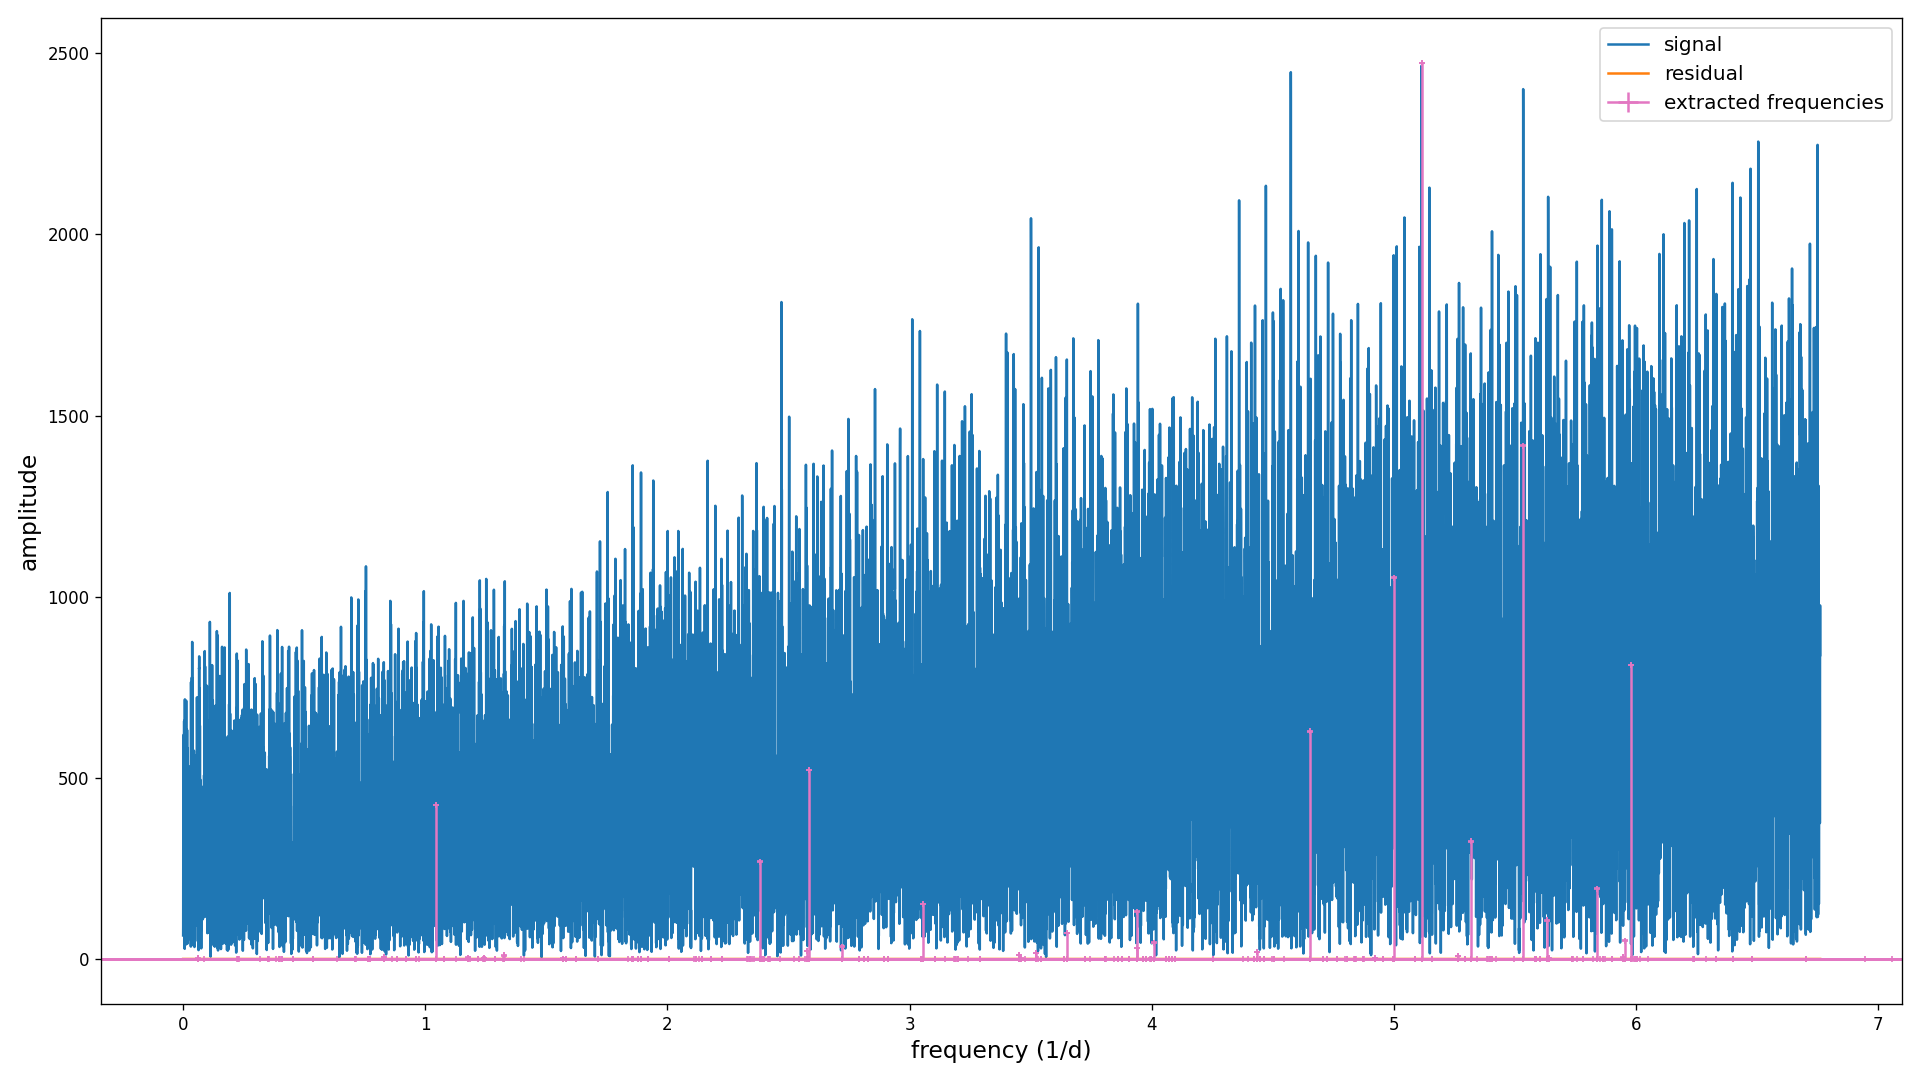 2500
2000
1500
1000
500
0
amplitude
signal
residual
extracted frequencies
0 1 2 3 4 5 6 7
frequency (1/d)